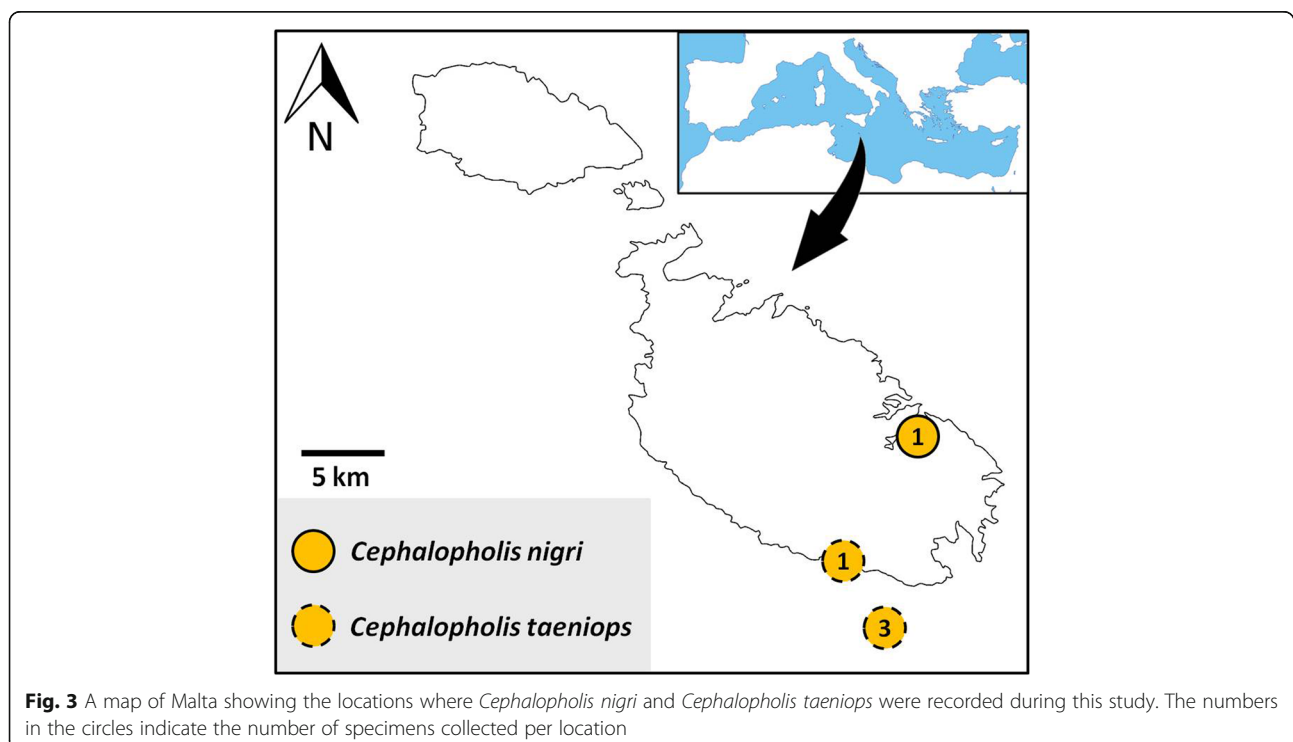 N
1
5 km
Cephalopholis nigri
1
Cephalopholis taeniops
3
Fig. 3 A map of Malta showing the locations where Cephalopholis nigri and Cephalopholis taeniops were recorded during this study. The numbers
in the circles indicate the number of specimens collected per location